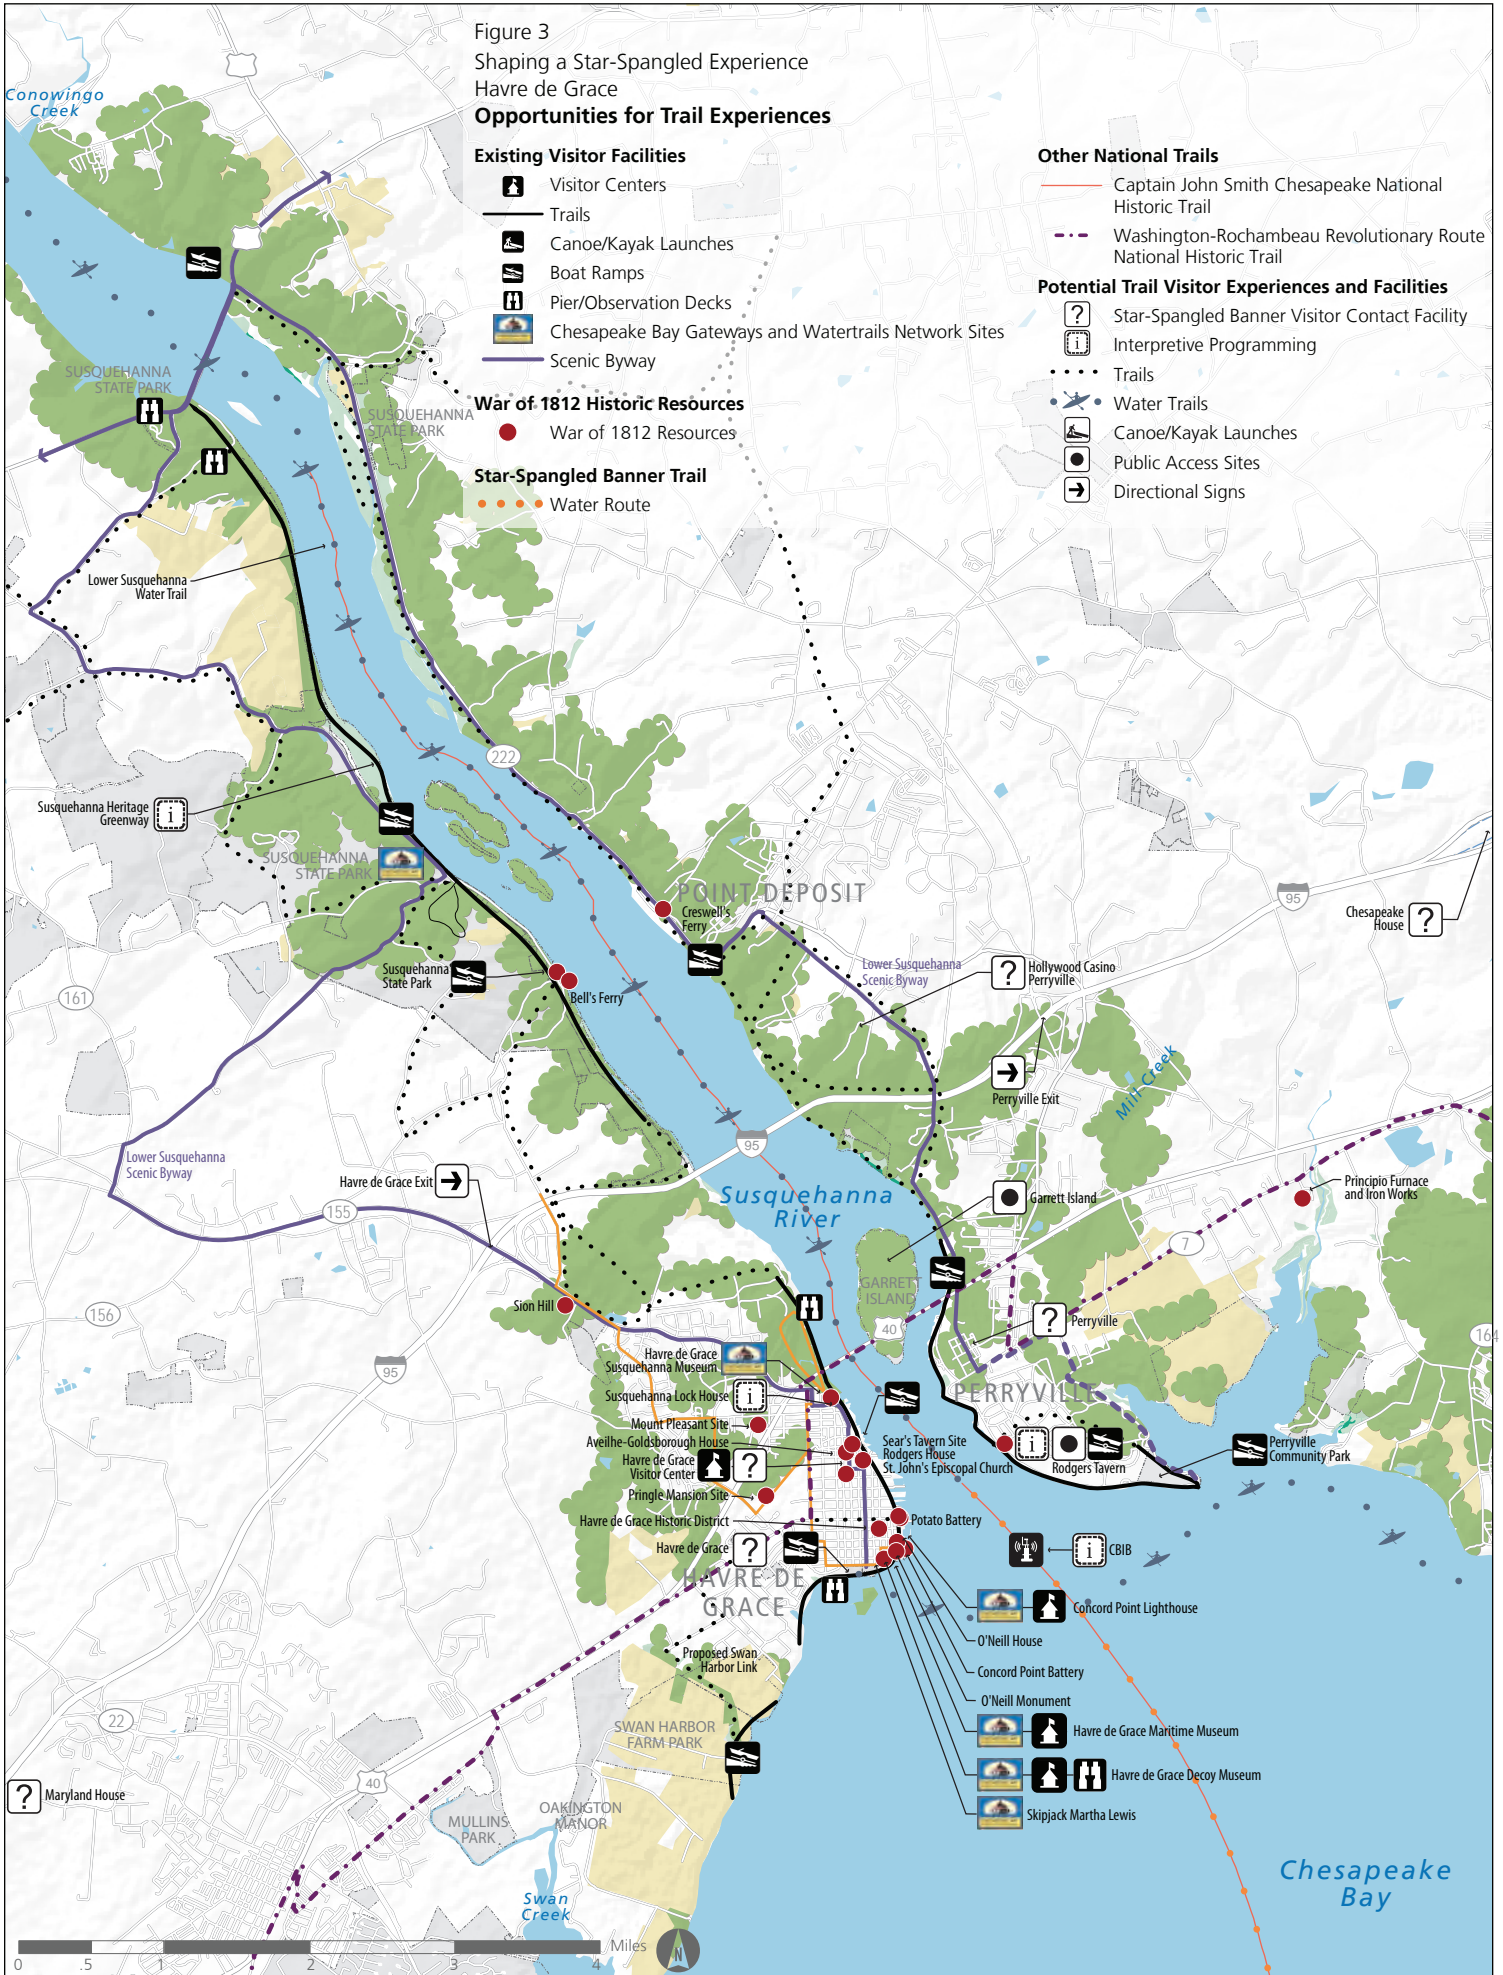 Figure 3
Shaping a Star-Spangled Experience
Havre de Grace
Opportunities for Trail Experiences
Existing Visitor Facilities
Visitor Centers
Trails
Canoe/Kayak Launches
Boat Ramps
Pier/Observation Decks
Chesapeake Bay Gateways and Watertrails Network Sites
Scenic Byway
War of 1812 Historic Resources
War of 1812 Resources
Star-Spangled Banner Trail
Water Route
Other National Trails
Captain John Smith Chesapeake National
Historic Trail
Washington-Rochambeau Revolutionary Route
National Historic Trail
Potential Trail Visitor Experiences and Facilities
? Star-Spangled Banner Visitor Contact Facility
i Interpretive Programming
Trails
Water Trails
Canoe/Kayak Launches
Public Access Sites
Directional Signs
Conowingo
Creek
SUSQUEHANNA
STATE PARK
SUSQUEHANNA
STATE PARK
Lower Susquehanna
Water Trail
222
Susquehanna Heritage
Greenway
i
SUSQUEHANNA
STATE PARK
POINT DEPOSIT
Creswell's
Ferry
95
Chesapeake
House
?
Lower Susquehanna
Scenic Byway
?
Hollywood Casino
Perryville
Susquehanna
State Park
161
Bell's Ferry
Perryville Exit
Mill Creek
95
Lower Susquehanna
Scenic Byway
Havre de Grace Exit
155
Susquehanna
River
Garrett Island
Principio Furnace
and Iron Works
7
GARRETT
ISLAND
Sion Hill
156
40
?
Perryville
164
95
Havre de Grace
Susquehanna Museum
Susquehanna Lock House
i
PERRYVILLE
Mount Pleasant Site
Aveilhe-Goldsborough House
Havre de Grace
Visitor Center
?
Sear's Tavern Site
Rodgers House
St. John's Episcopal Church
i
Rodgers Tavern
Perryville
Community Park
Pringle Mansion Site
Havre de Grace Historic District
Potato Battery
Havre de Grace
?
i
CBIB
HAVRE DE
GRACE
Concord Point Lighthouse
O'Neill House
Proposed Swan
Harbor Link
Concord Point Battery
O'Neill Monument
22
SWAN HARBOR
FARM PARK
Havre de Grace Maritime Museum
40
Havre de Grace Decoy Museum
?
Maryland House
MULLINS
PARK
OAKINGTON
MANOR
Skipjack Martha Lewis
Swan
Creek
Chesapeake
Bay
Miles
0 .5 1 2 3 4
N